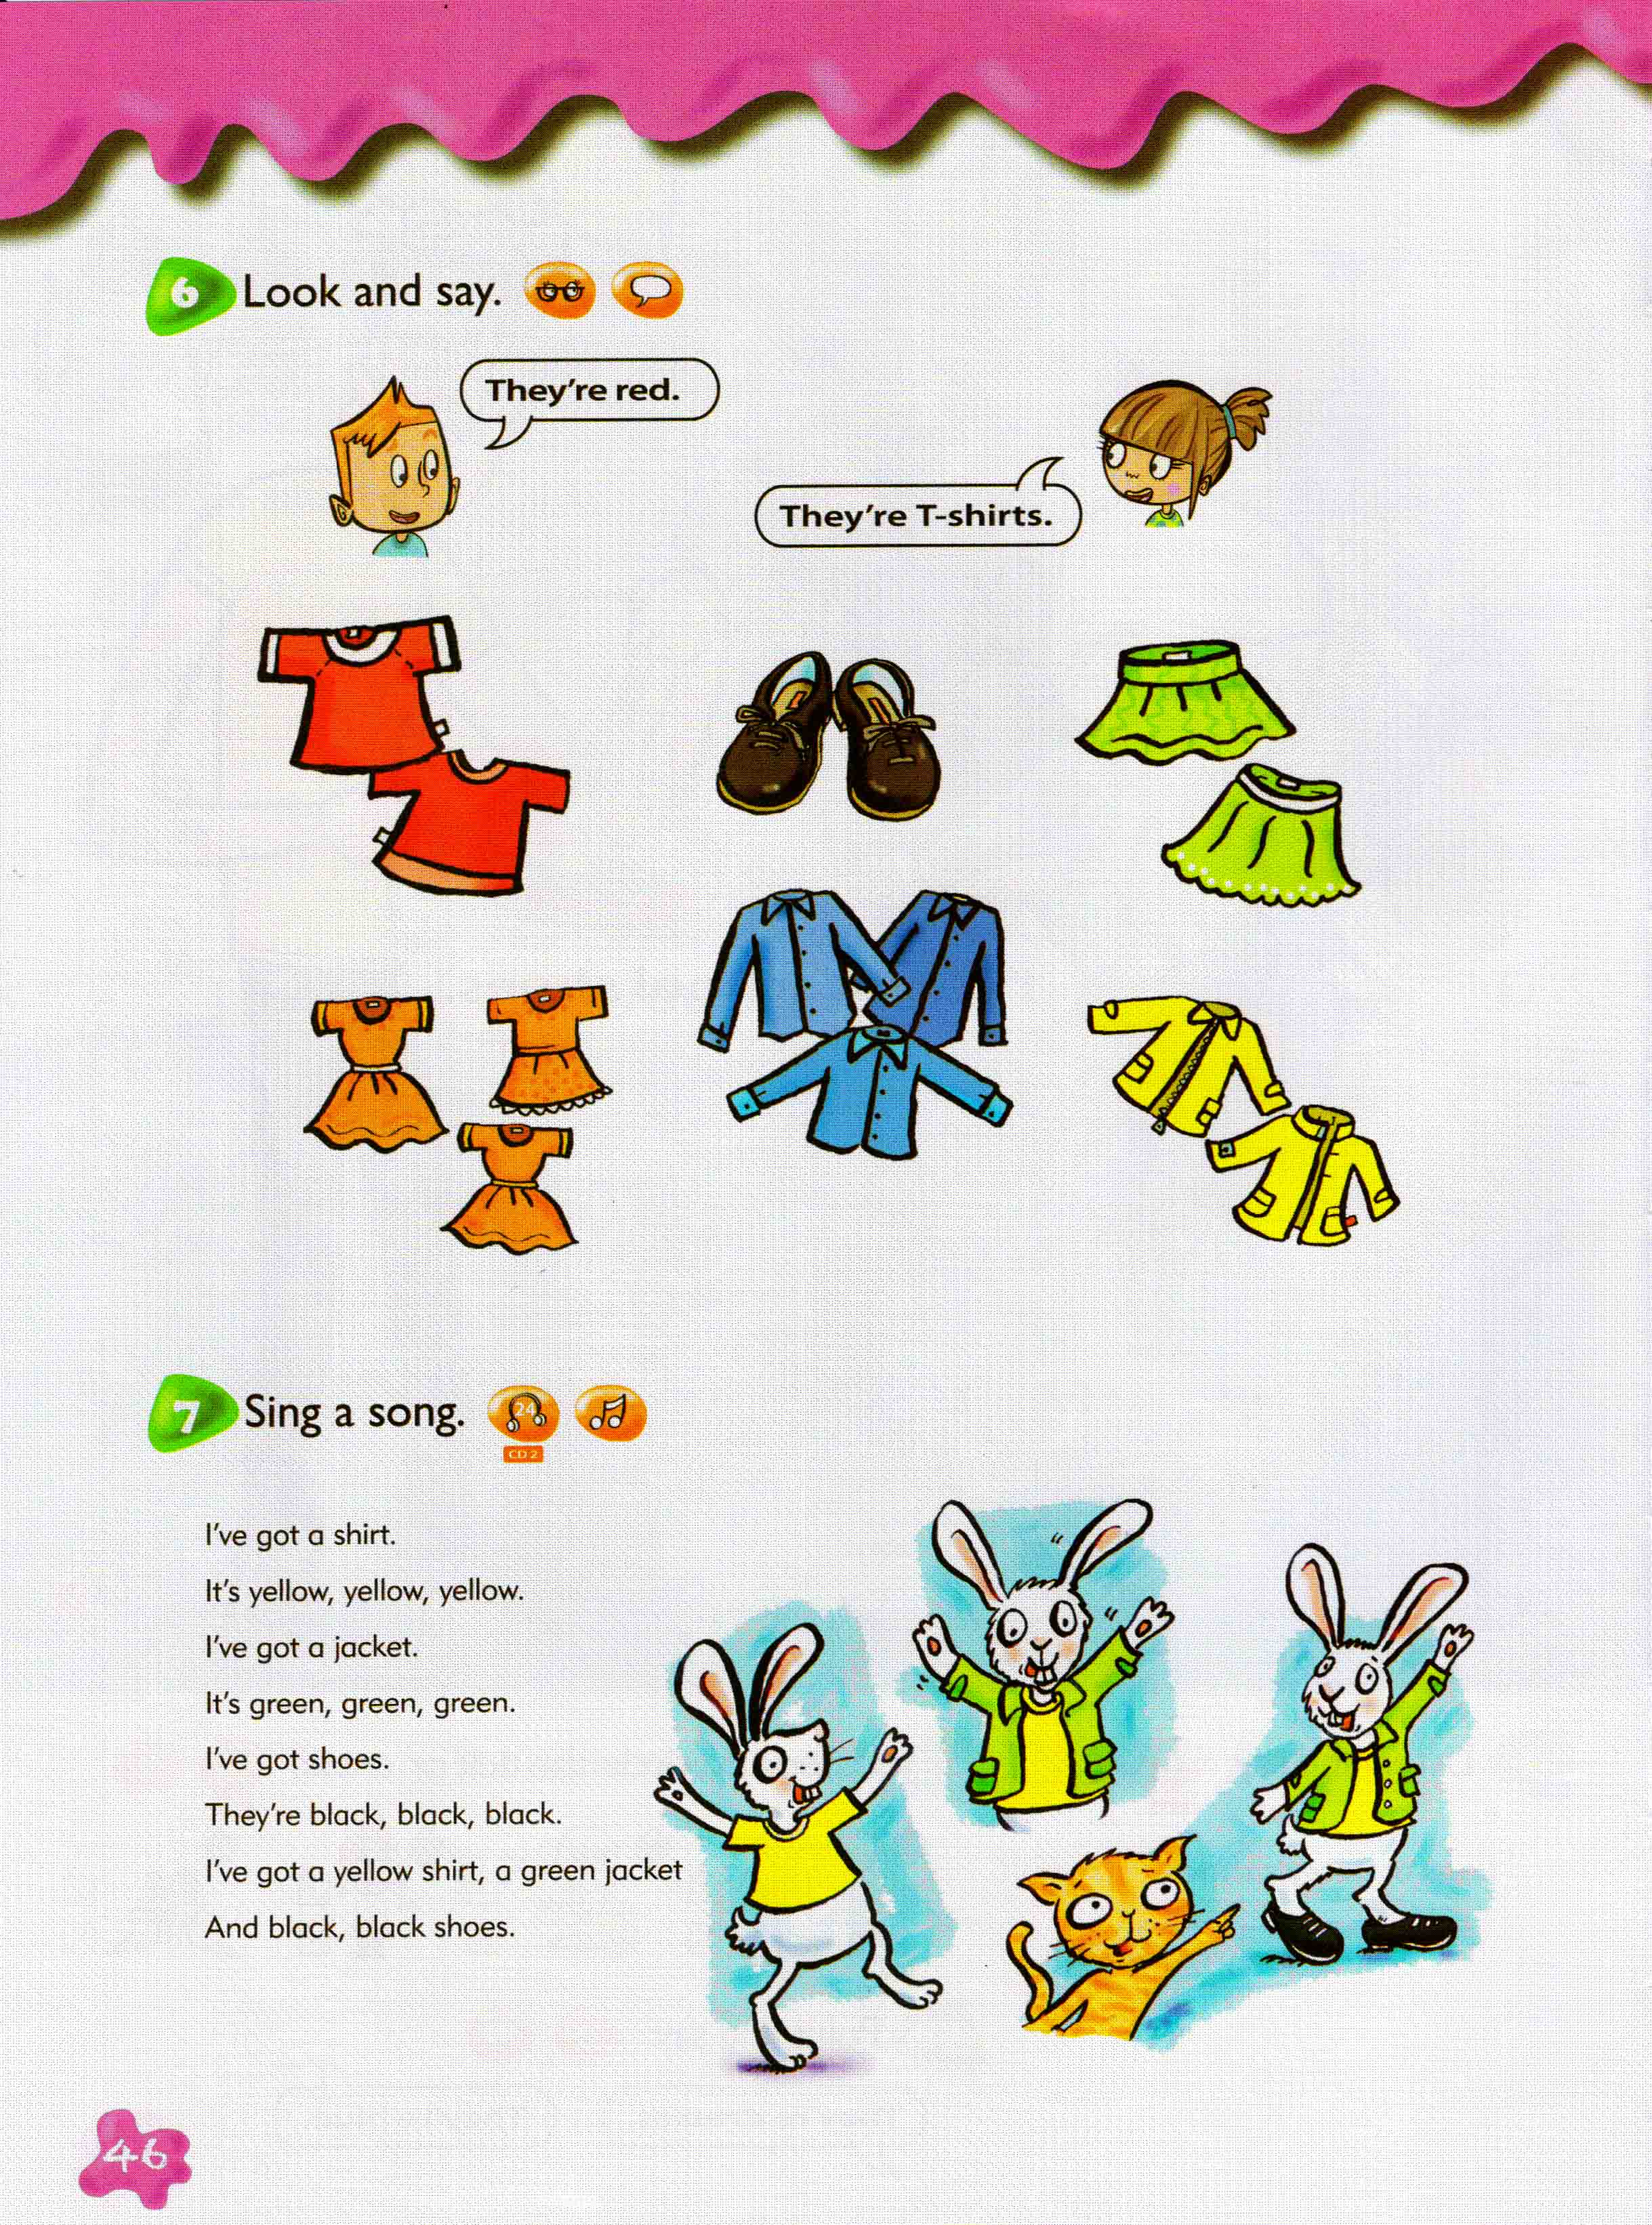 6 Look and say.
They're red.
They're T-shirts.
7 Sing a song.
24
CD 2
I've got a shirt.
It's yellow, yellow, yellow.
I've got a jacket.
It's green, green, green.
I've got shoes.
They're black, black, black.
I've got a yellow shirt, a green jacket
And black, black shoes.
46